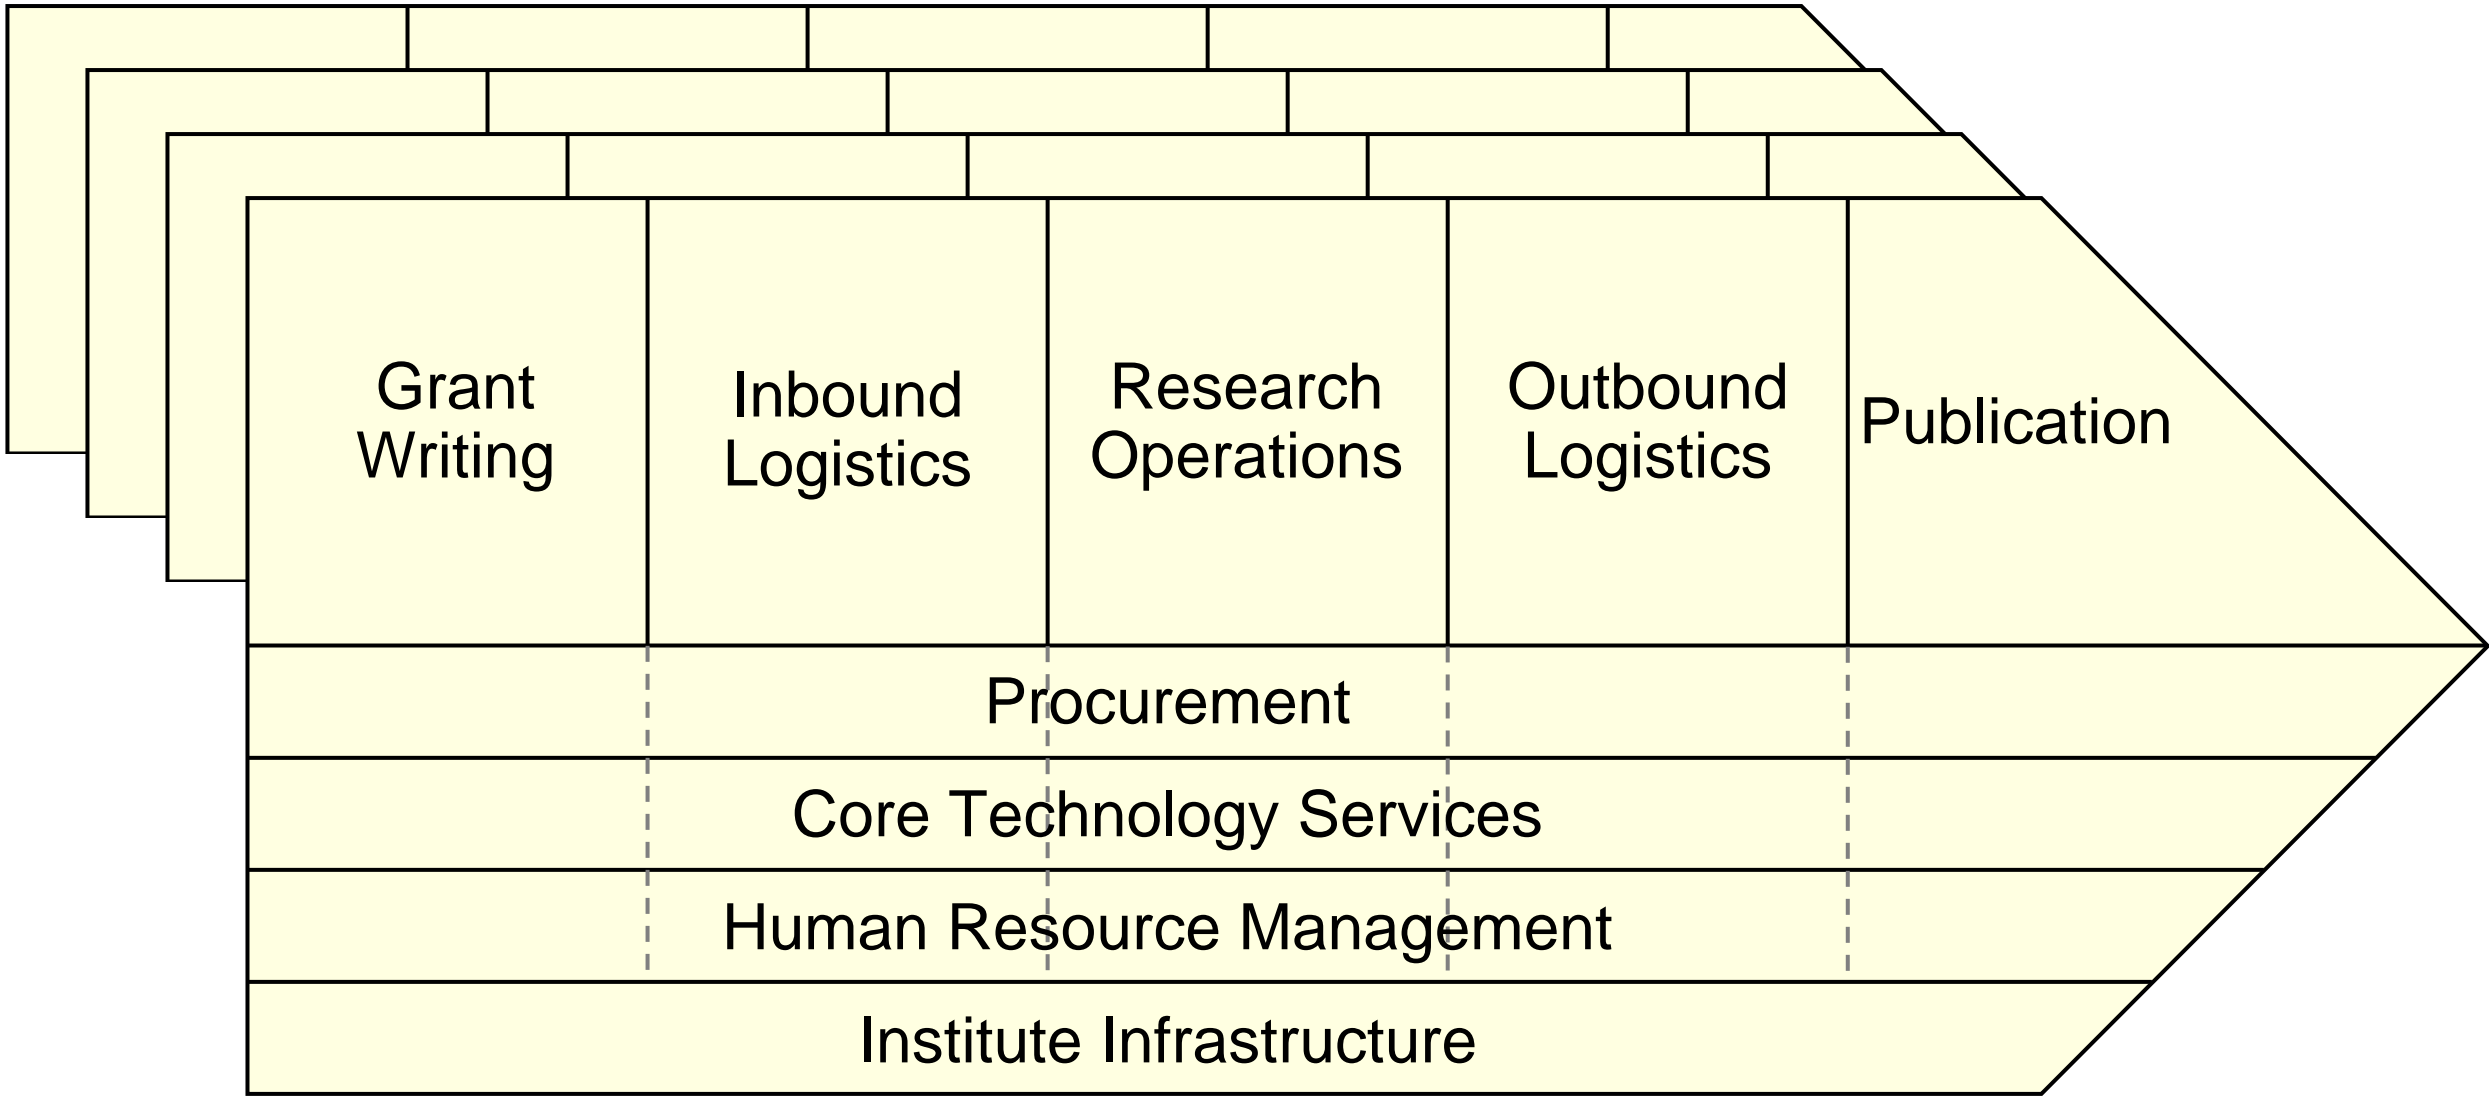 Grant
Writing
Inbound
Logistics
Research
Operations
Outbound
Logistics
Publication
Procurement
Core Technology Services
Human Resource Management
Institute Infrastructure